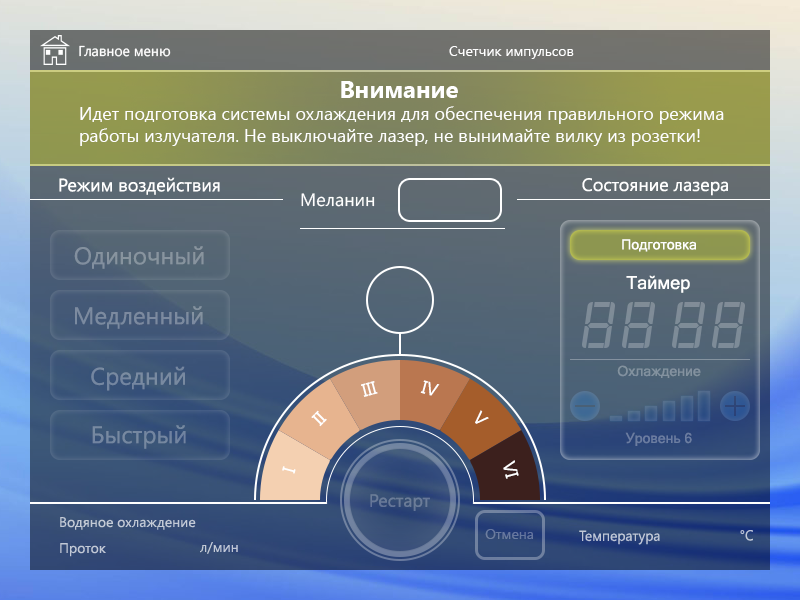 Главное меню
Счетчик импульсов
Внимание
Идет подготовка системы охлаждения для обеспечения правильного режима
работы излучателя. Не выключайте лазер, не вынимайте вилку из розетки!
Режим воздействия
Меланин
Состояние лазера
Одиночный
Медленный
Средний
Быстрый
I
II
III
IV
V
VI
Рестарт
Подготовка
Таймер
88 88
Охлаждение
Уровень 6
Водяное охлаждение
Проток
л/мин
Отмена
Температура
°C